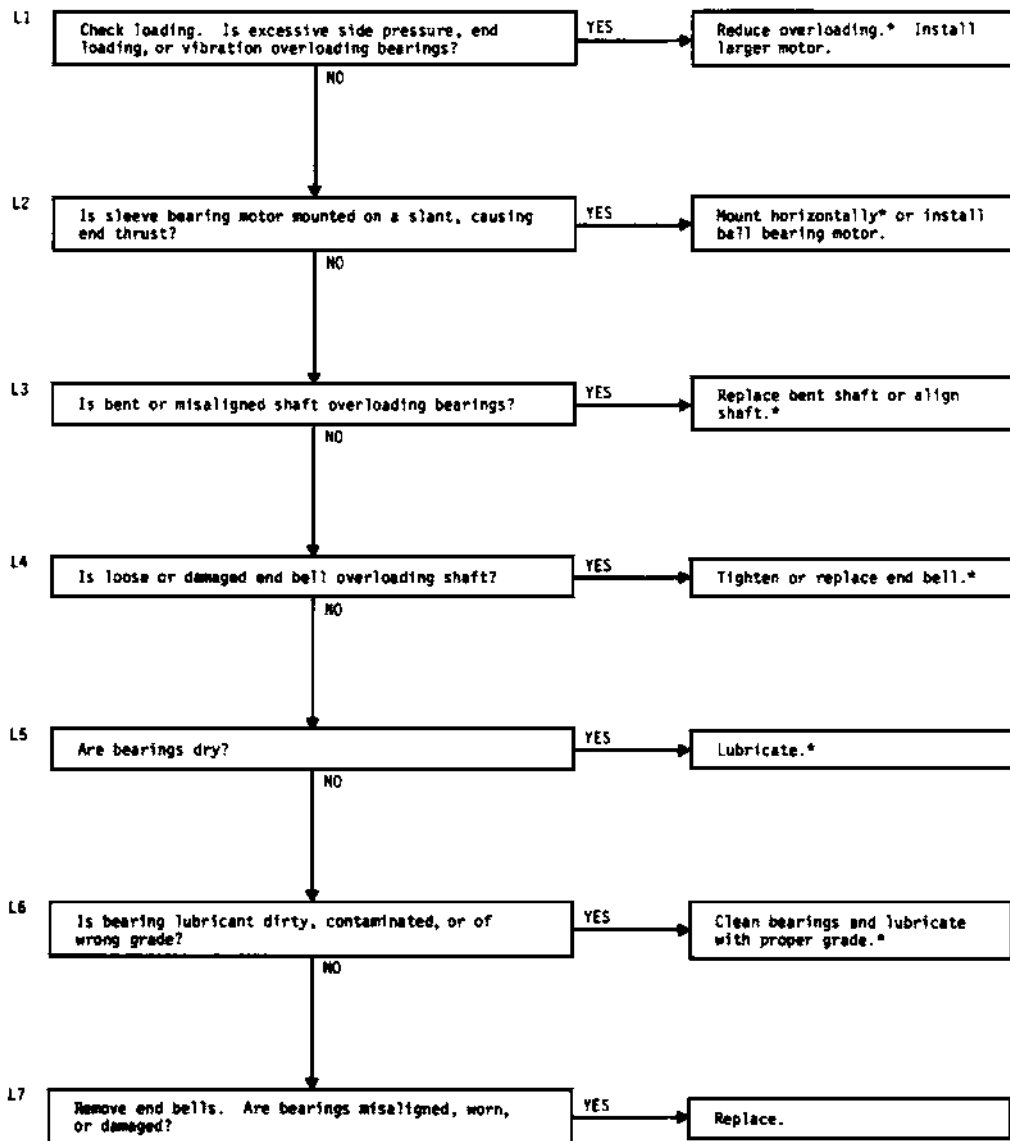 L1
Check loading. Is excessive side pressure, end
loading, or vibration overloading bearings?
YES
Reduce overloading.* Install
larger motor.
NO
L2
Is sleeve bearing motor mounted on a slant, causing
end thrust?
YES
Mount horizontally* or install
ball bearing motor.
NO
L3
Is bent or misaligned shaft overloading bearings?
YES
Replace bent shaft or align
shaft.*
NO
L4
Is loose or damaged end bell overloading shaft?
YES
Tighten or replace end bell.*
NO
L5
Are bearings dry?
YES
Lubricate.*
NO
L6
Is bearing lubricant dirty, contaminated, or of
wrong grade?
YES
Clean bearings and lubricate
with proper grade.*
NO
L7
Remove end bells. Are bearings misaligned, worn,
or damaged?
YES
Replace.